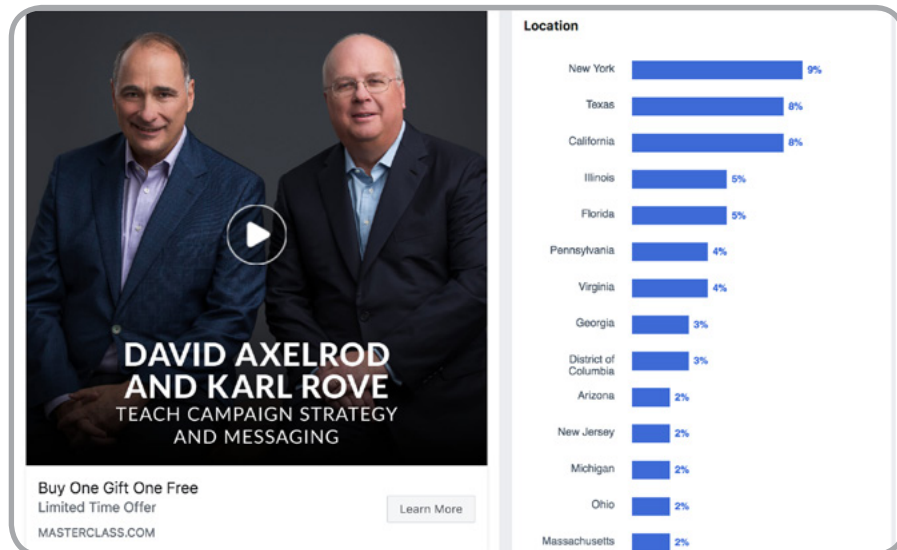 DAVID AXELROD
AND KARL ROVE
TEACH CAMPAIGN STRATEGY
AND MESSAGING
Buy One Gift One Free
Limited Time Offer
MASTERCLASS.COM
Learn More
Location
New York 9%
Texas 8%
California 8%
Illinois 5%
Florida 5%
Pennsylvania 4%
Virginia 4%
Georgia 3%
District of
Columbia 3%
Arizona 2%
New Jersey 2%
Michigan 2%
Ohio 2%
Massachusetts 2%